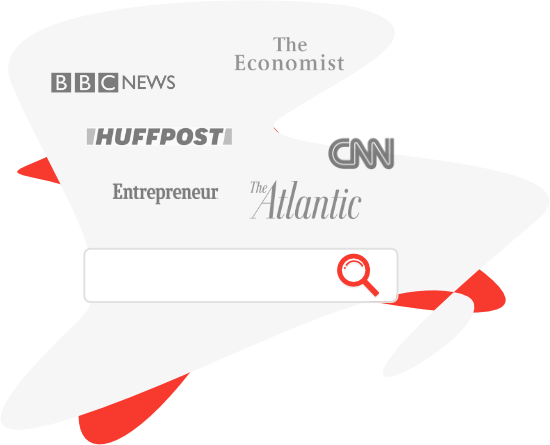 The
Economist
BBC NEWS
HUFFPOST
CNN
Entrepreneur
The Atlantic